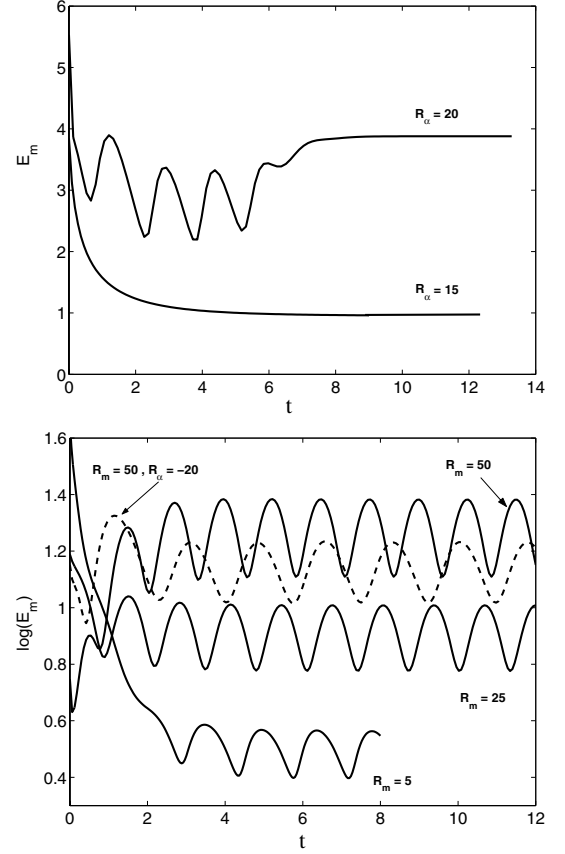 6
5
4
3
2
1
0
E_m
R_α = 20
R_α = 15
0 2 4 6 8 10 12 14
t
1.6
1.4
1.2
1
0.8
0.6
0.4
log(E_m)
R_m = 50 , R_α = −20
R_m = 50
R_m = 25
R_m = 5
0 2 4 6 8 10 12
t